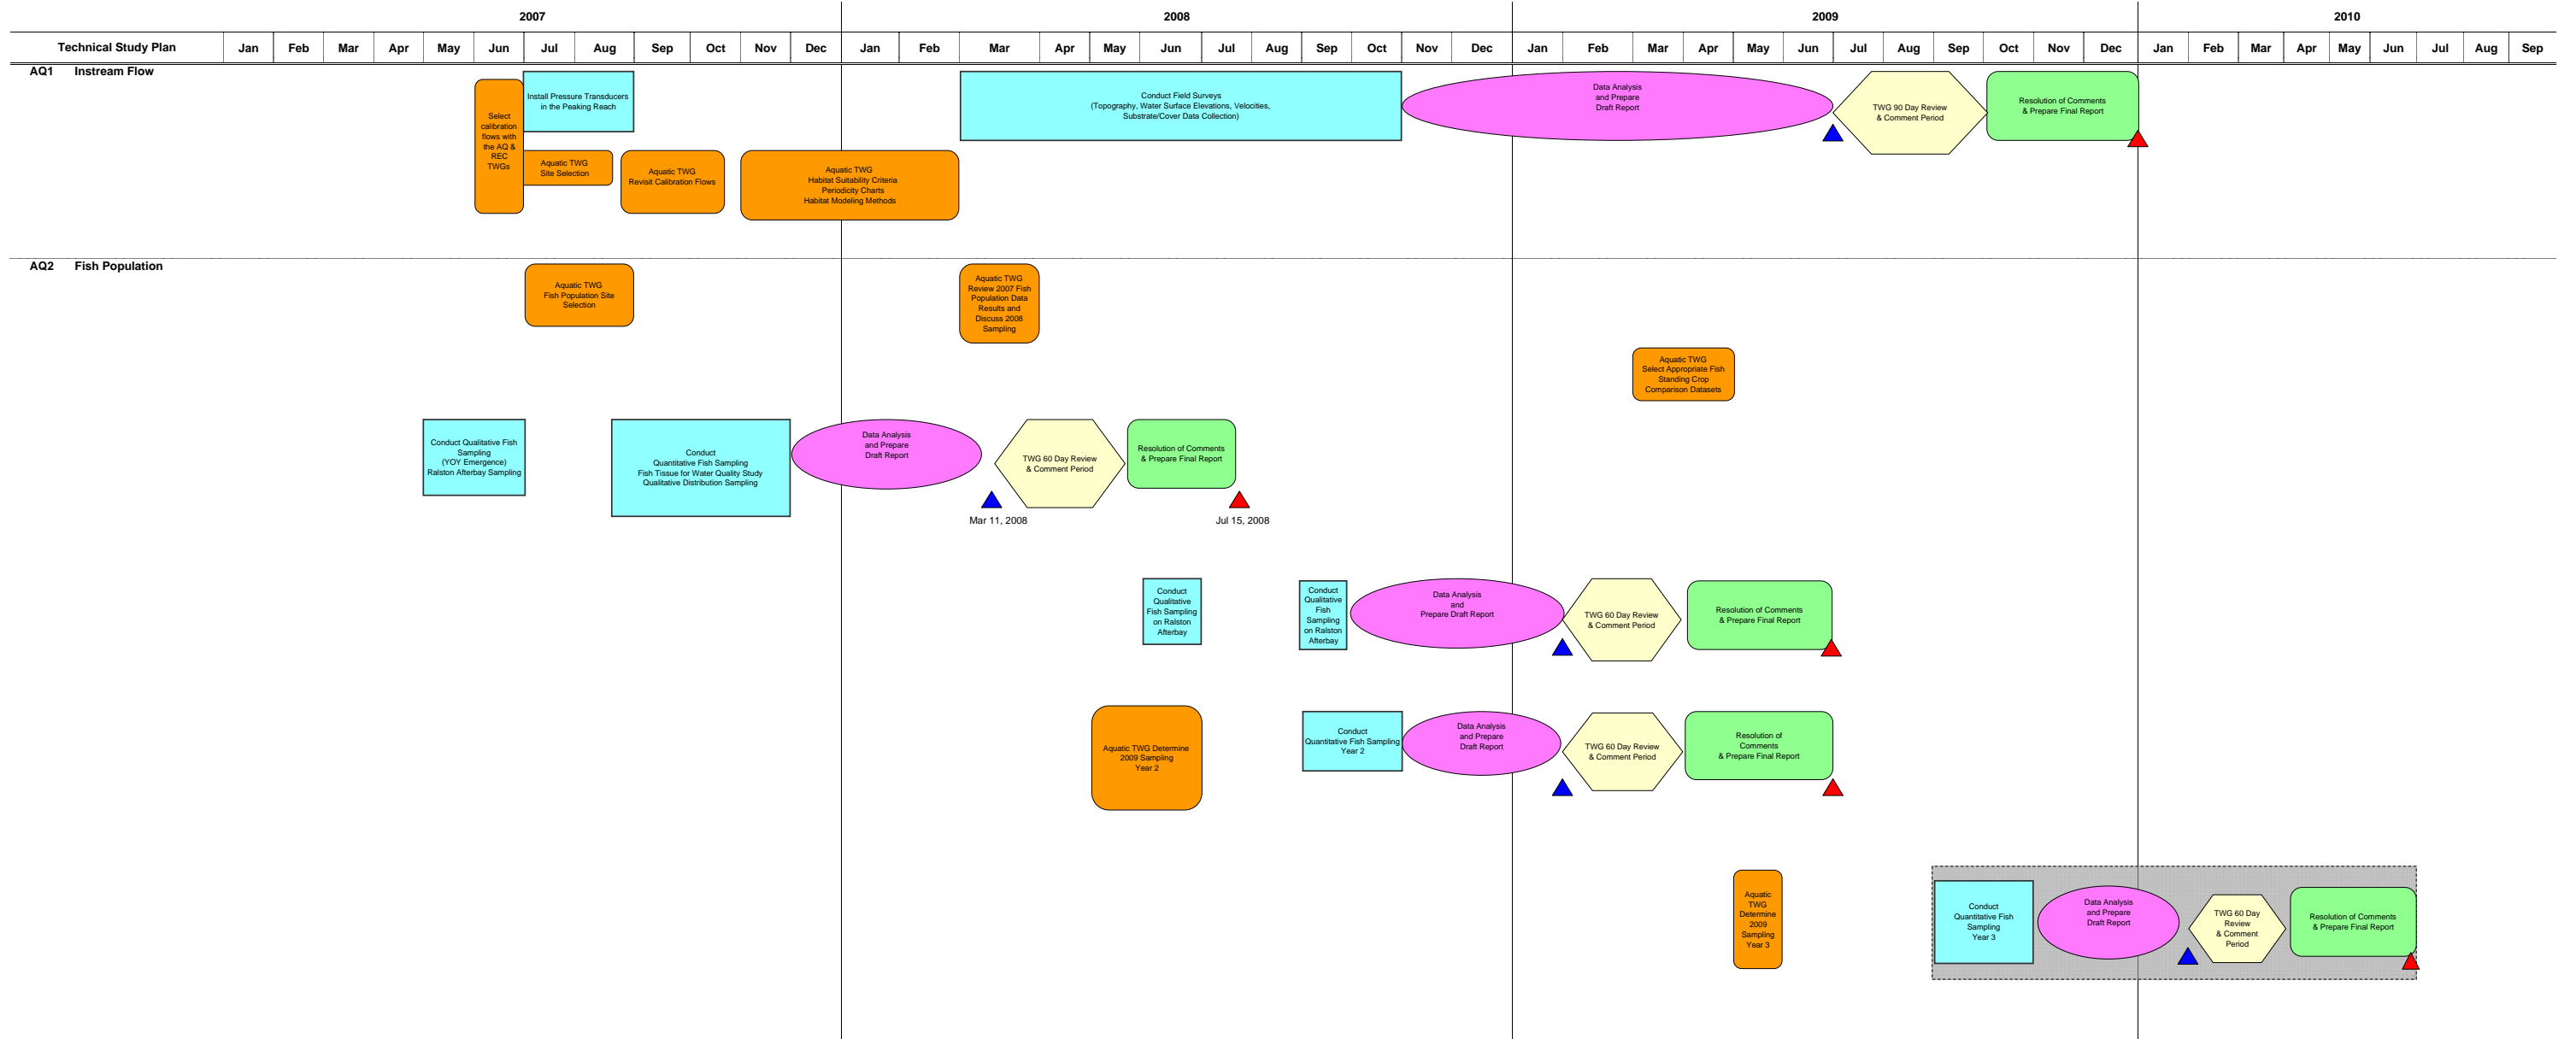 2007
2008
2009
2010
Technical Study Plan
Jan Feb Mar Apr May Jun Jul Aug Sep Oct Nov Dec Jan Feb Mar Apr May Jun Jul Aug Sep Oct Nov Dec Jan Feb Mar Apr May Jun Jul Aug Sep Oct Nov Dec Jan Feb Mar Apr May Jun Jul Aug Sep
AQ1 Instream Flow
Select
calibration
flows with
the AQ &
REC
TWGs
Install Pressure Transducers
in the Peaking Reach
Aquatic TWG
Site Selection
Aquatic TWG
Revisit Calibration Flows
Aquatic TWG
Habitat Suitability Criteria
Periodicity Charts
Habitat Modeling Methods
Conduct Field Surveys
(Topography, Water Surface Elevations, Velocities,
Substrate/Cover Data Collection)
Data Analysis
and Prepare
Draft Report
TWG 90 Day Review
& Comment Period
Resolution of Comments
& Prepare Final Report
AQ2 Fish Population
Aquatic TWG
Fish Population Site
Selection
Aquatic TWG
Review 2007 Fish
Population Data
Results and
Discuss 2008
Sampling
Aquatic TWG
Select Appropriate Fish
Standing Crop
Comparison Datasets
Conduct Qualitative Fish
Sampling
(YOY Emergence)
Ralston Afterbay Sampling
Conduct
Quantitative Fish Sampling
Fish Tissue for Water Quality Study
Qualitative Distribution Sampling
Data Analysis
and Prepare
Draft Report
TWG 60 Day Review
& Comment Period
Resolution of Comments
& Prepare Final Report
Mar 11, 2008
Jul 15, 2008
Conduct
Qualitative
Fish Sampling
on Ralston
Afterbay
Conduct
Qualitative
Fish
Sampling
on Ralston
Afterbay
Data Analysis
and
Prepare Draft Report
TWG 60 Day Review
& Comment Period
Resolution of Comments
& Prepare Final Report
Aquatic TWG Determine
2009 Sampling
Year 2
Conduct
Quantitative Fish Sampling
Year 2
Data Analysis
and Prepare
Draft Report
TWG 60 Day Review
& Comment Period
Resolution of
Comments
& Prepare Final Report
Aquatic
TWG
Determine
2009
Sampling
Year 3
Conduct
Quantitative Fish
Sampling
Year 3
Data Analysis
and Prepare
Draft Report
TWG 60 Day
Review
& Comment
Period
Resolution of Comments
& Prepare Final Report